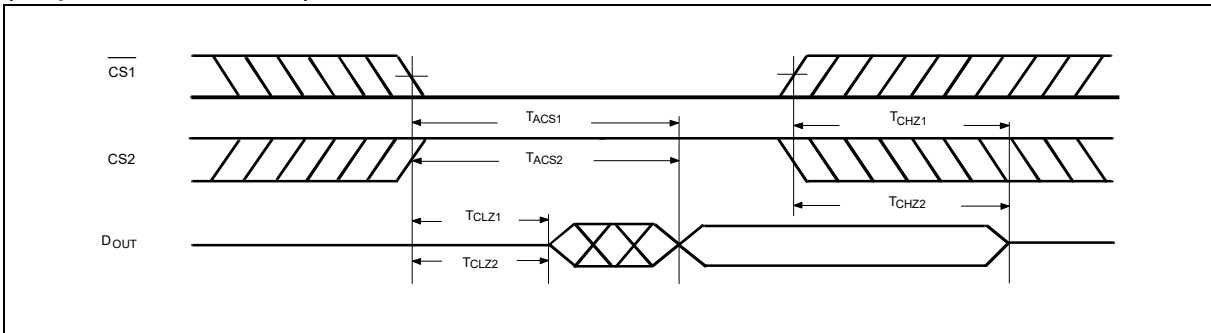 CS1
TACS1
TCHZ1
CS2
TACS2
TCLZ1
TCHZ2
DOUT
TCLZ2